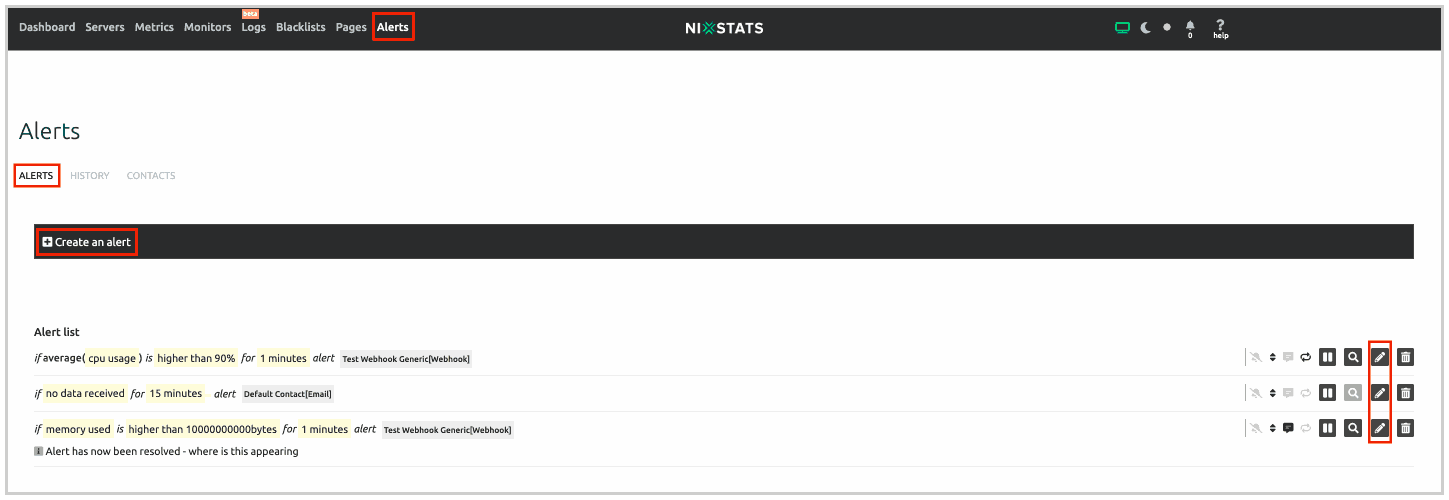 beta
Dashboard Servers Metrics Monitors Logs Blacklists Pages Alerts NIXSTATS 0 ? help
Alerts
ALERTS HISTORY CONTACTS
Create an alert
Alert list
if average( cpu usage ) is higher than 90% for 1 minutes alert Test Webhook Generic[Webhook]
if no data received for 15 minutes alert Default Contact[Email]
if memory used is higher than 10000000000bytes for 1 minutes alert Test Webhook Generic[Webhook]
Alert has now been resolved - where is this appearing